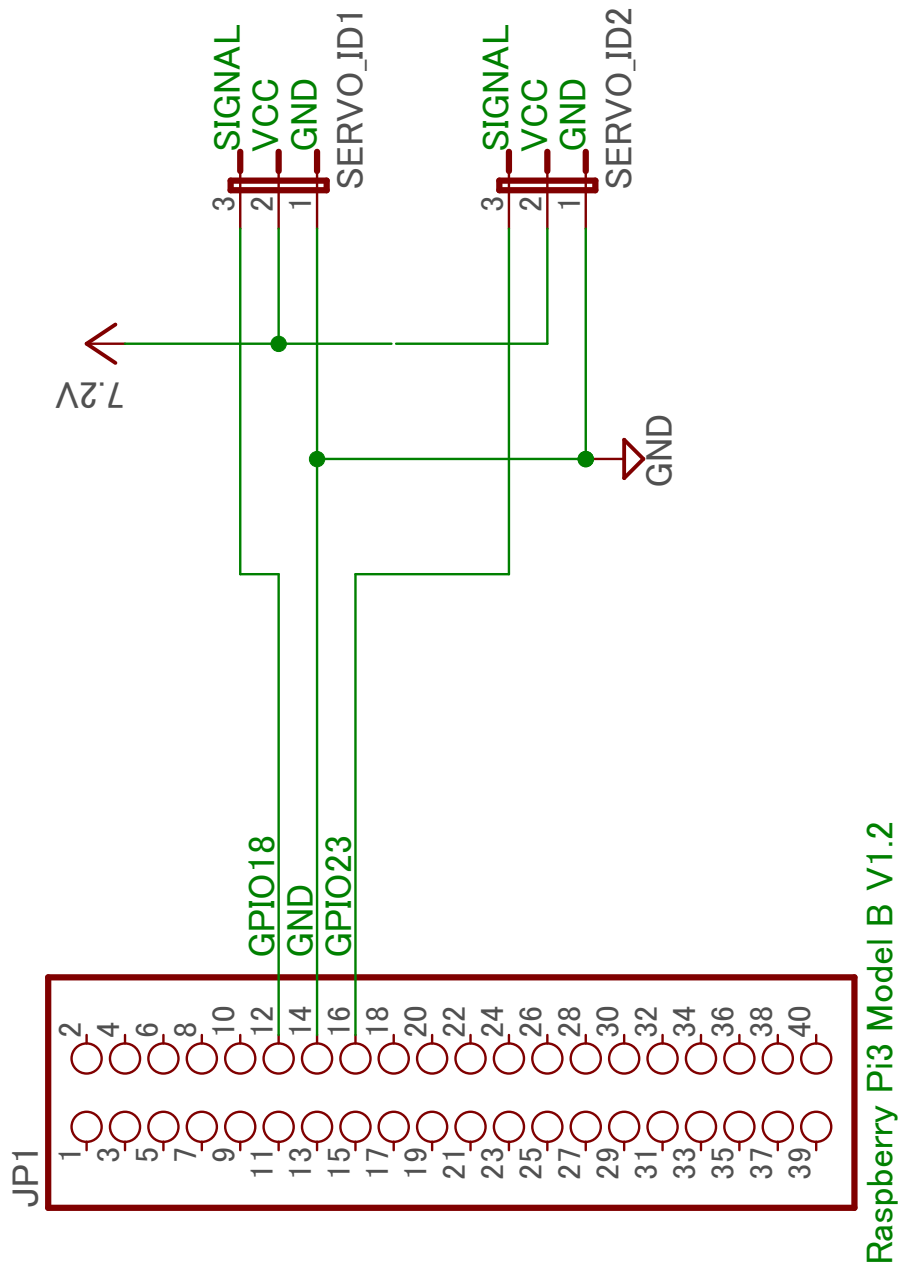 SIGNAL
VCC
GND
3
2
1
SERVO_ID1
SIGNAL
VCC
GND
3
2
1
SERVO_ID2
7.2V
GND
GPIO18
GND
GPIO23
JP1
1 2
3 4
5 6
7 8
9 10
11 12
13 14
15 16
17 18
19 20
21 22
23 24
25 26
27 28
29 30
31 32
33 34
35 36
37 38
39 40
Raspberry Pi3 Model B V1.2